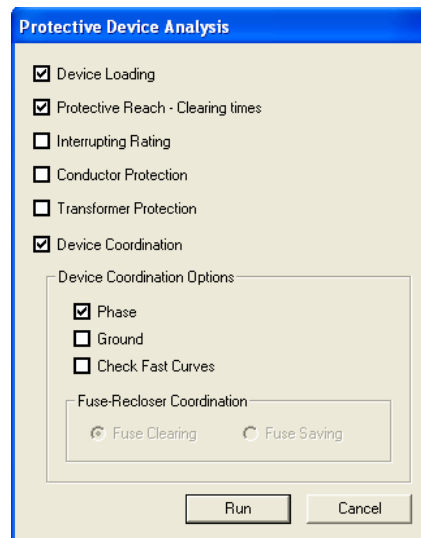 Protective Device Analysis
Device Loading
Protective Reach - Clearing times
Interrupting Rating
Conductor Protection
Transformer Protection
Device Coordination
Device Coordination Options
Phase
Ground
Check Fast Curves
Fuse-Recloser Coordination
Fuse Clearing Fuse Saving
Run Cancel